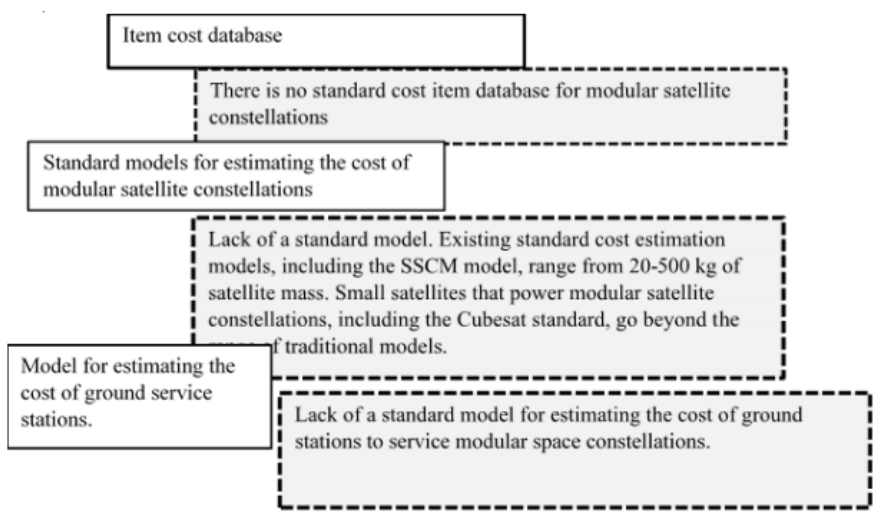 Item cost database
There is no standard cost item database for modular satellite
constellations
Standard models for estimating the cost of
modular satellite constellations
Lack of a standard model. Existing standard cost estimation
models, including the SSCM model, range from 20-500 kg of
satellite mass. Small satellites that power modular satellite
constellations, including the Cubesat standard, go beyond the
of traditional models.
Model for estimating the
cost of ground service
stations.
Lack of a standard model for estimating the cost of ground
stations to service modular space constellations.